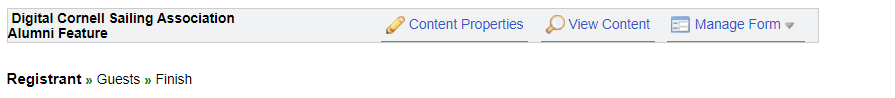 Digital Cornell Sailing Association
Alumni Feature
Content Properties
View Content
Manage Form
Registrant » Guests » Finish